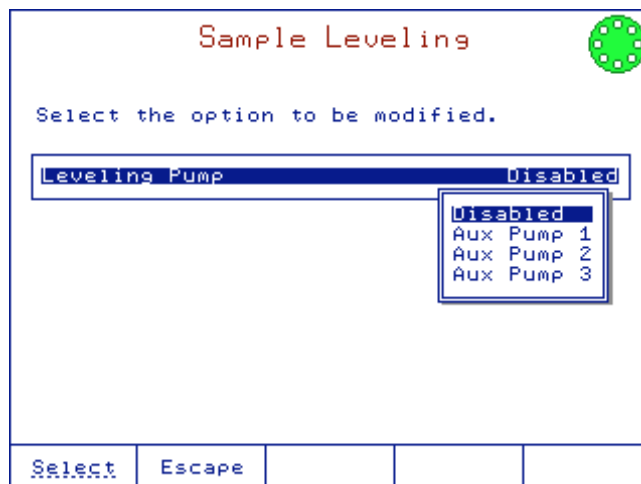 Sample Leveling
Select the option to be modified.
Leveling Pump Disabled
Disabled
Aux Pump 1
Aux Pump 2
Aux Pump 3
Select Escape